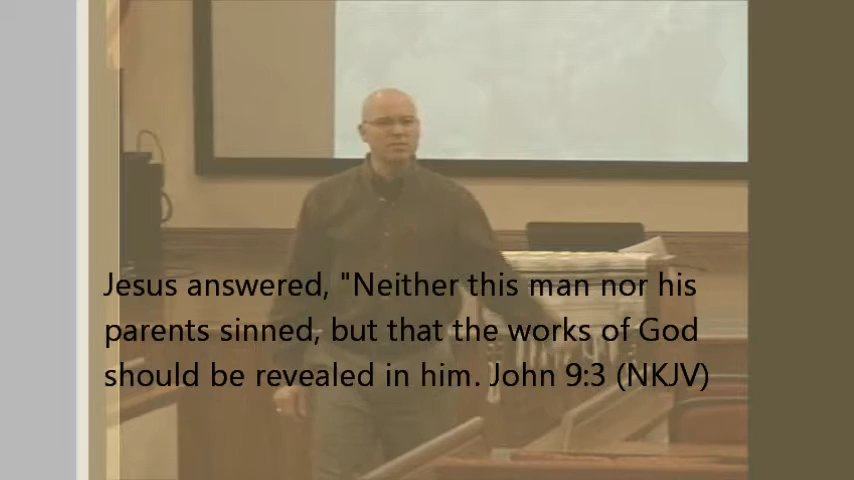 Jesus answered, "Neither this man nor his
parents sinned, but that the works of God
should be revealed in him. John 9:3 (NKJV)